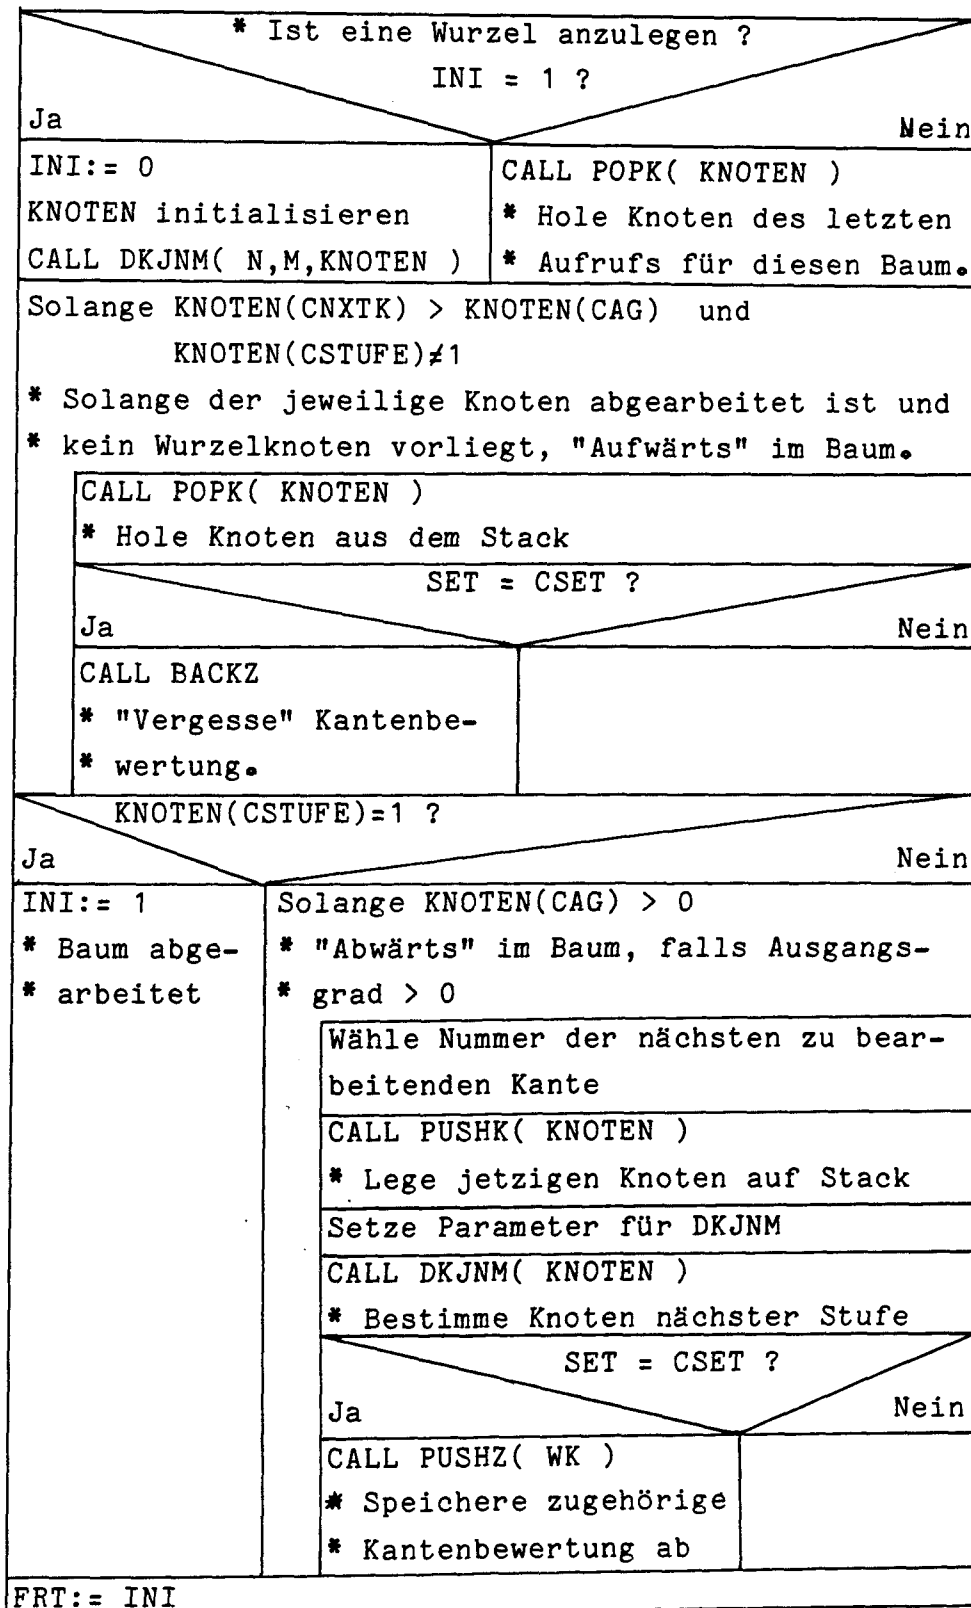 * Ist eine Wurzel anzulegen ?
INI = 1 ?
Ja
Nein
INI:= 0
KNOTEN initialisieren
CALL DKJNM( N,M,KNOTEN )
CALL POPK( KNOTEN )
* Hole Knoten des letzten
* Aufrufs für diesen Baum.
Solange KNOTEN(CNXTK) > KNOTEN(CAG) und
KNOTEN(CSTUFE)≠1
* Solange der jeweilige Knoten abgearbeitet ist und
* kein Wurzelknoten vorliegt, "Aufwärts" im Baum.
CALL POPK( KNOTEN )
* Hole Knoten aus dem Stack
SET = CSET ?
Ja
Nein
CALL BACKZ
* "Vergesse" Kantenbe-
* wertung.
KNOTEN(CSTUFE)=1 ?
Ja
Nein
INI:= 1
* Baum abge-
* arbeitet
Solange KNOTEN(CAG) > 0
* "Abwärts" im Baum, falls Ausgangs-
* grad > 0
Wähle Nummer der nächsten zu bear-
beitenden Kante
CALL PUSHK( KNOTEN )
* Lege jetzigen Knoten auf Stack
Setze Parameter für DKJNM
CALL DKJNM( KNOTEN )
* Bestimme Knoten nächster Stufe
SET = CSET ?
Ja
Nein
CALL PUSHZ( WK )
* Speichere zugehörige
* Kantenbewertung ab
FRT:= INI